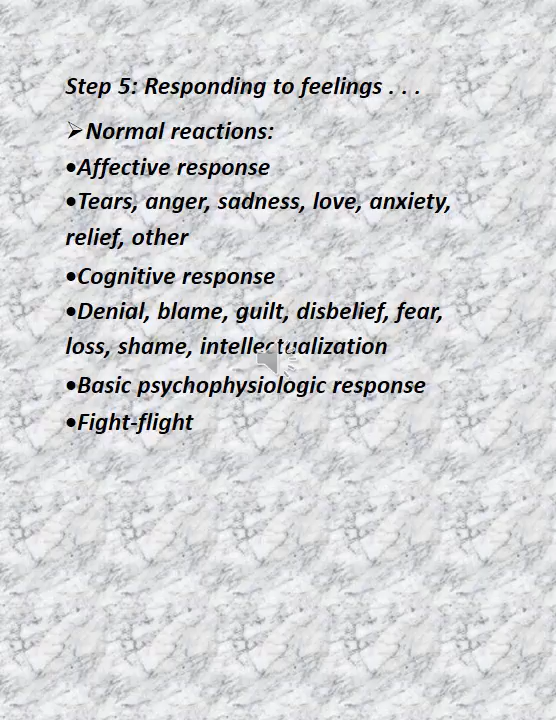 Step 5: Responding to feelings . . .
➢Normal reactions:
•Affective response
•Tears, anger, sadness, love, anxiety,
relief, other
•Cognitive response
•Denial, blame, guilt, disbelief, fear,
loss, shame, intellectualization
•Basic psychophysiologic response
•Fight-flight